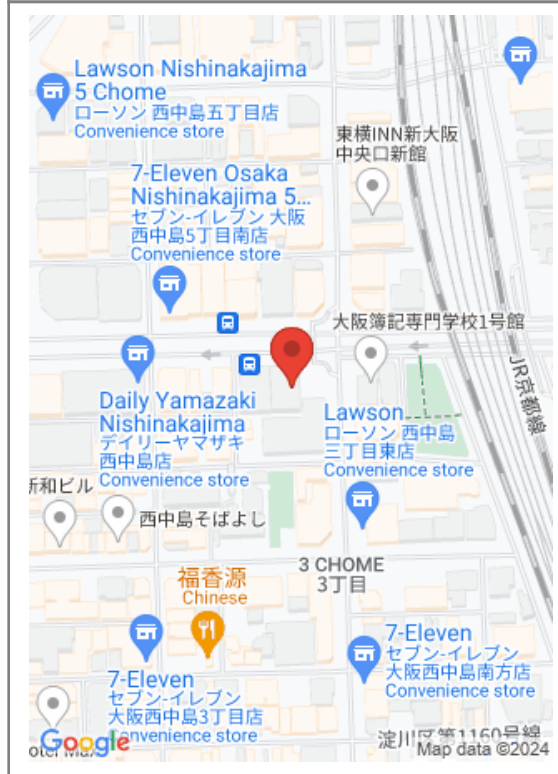 Lawson Nishinakajima
5 Chome
ローソン 西中島五丁目店
Convenience store
東横INN新大阪
中央口新館
7-Eleven Osaka
Nishinakajima 5...
セブン-イレブン 大阪
西中島5丁目南店
Convenience store
大阪簿記専門学校1号館
JR京都線
Daily Yamazaki
Nishinakajima
デイリーヤマザキ
西中島店
Convenience store
Lawson
ローソン 西中島
三丁目東店
Convenience store
新和ビル
西中島そばよし
3 CHOME
3丁目
福香源
Chinese
7-Eleven
セブン-イレブン
大阪西中島南方店
Convenience store
7-Eleven
セブン-イレブン
大阪西中島3丁目店
Convenience store
淀川区第1160号線
Google
Map data ©2024